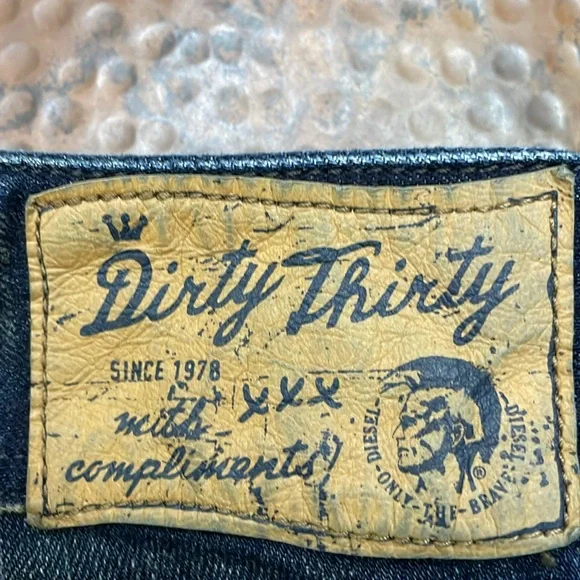 Dirty Thirty
SINCE 1978
xxx
with
compliments!
DIESEL·ONLY·THE·BRAVE·DIESEL·
®